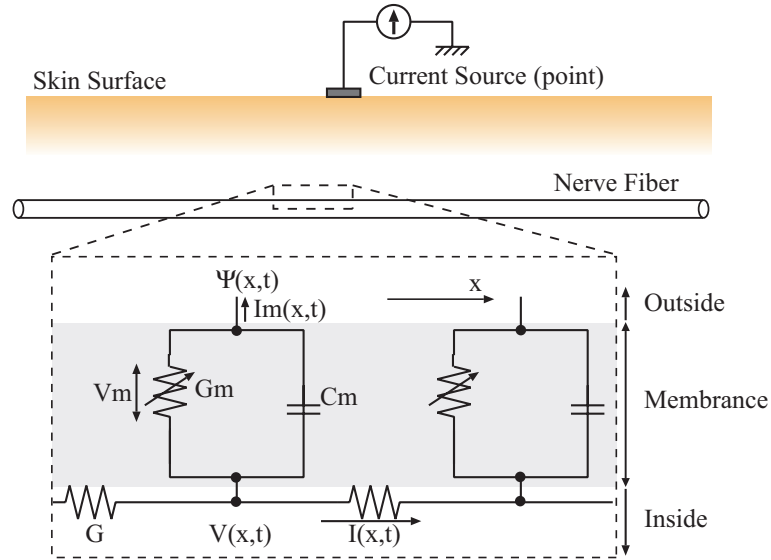 Skin Surface
Current Source (point)
Nerve Fiber
Ψ(x,t)
Im(x,t)
x
Outside
Vm
Gm
Cm
Membrance
G
V(x,t)
I(x,t)
Inside